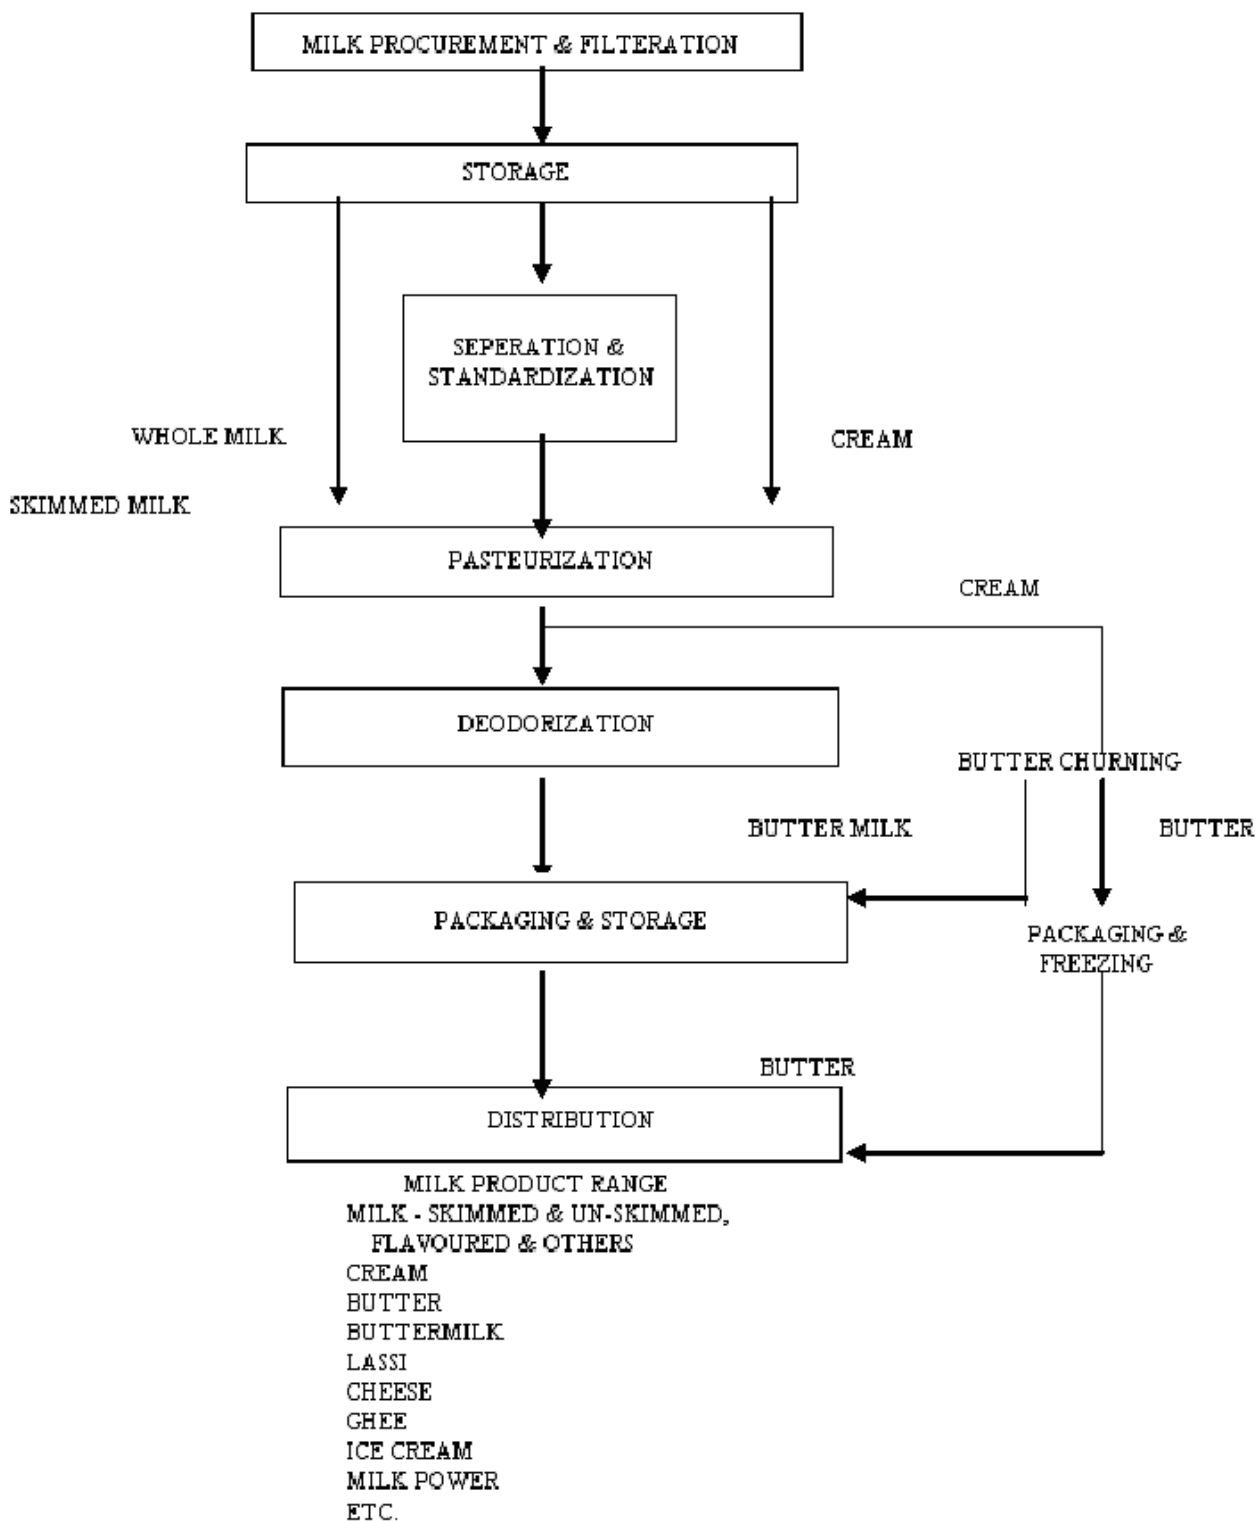 MILK PROCUREMENT & FILTERATION
STORAGE
SEPERATION &
STANDARDIZATION
WHOLE MILK
CREAM
SKIMMED MILK
PASTEURIZATION
CREAM
DEODORIZATION
BUTTER CHURNING
BUTTER MILK
BUTTER
PACKAGING & STORAGE
PACKAGING &
FREEZING
BUTTER
DISTRIBUTION
MILK PRODUCT RANGE
MILK - SKIMMED & UN-SKIMMED,
FLAVOURED & OTHERS
CREAM
BUTTER
BUTTERMILK
LASSI
CHEESE
GHEE
ICE CREAM
MILK POWER
ETC.